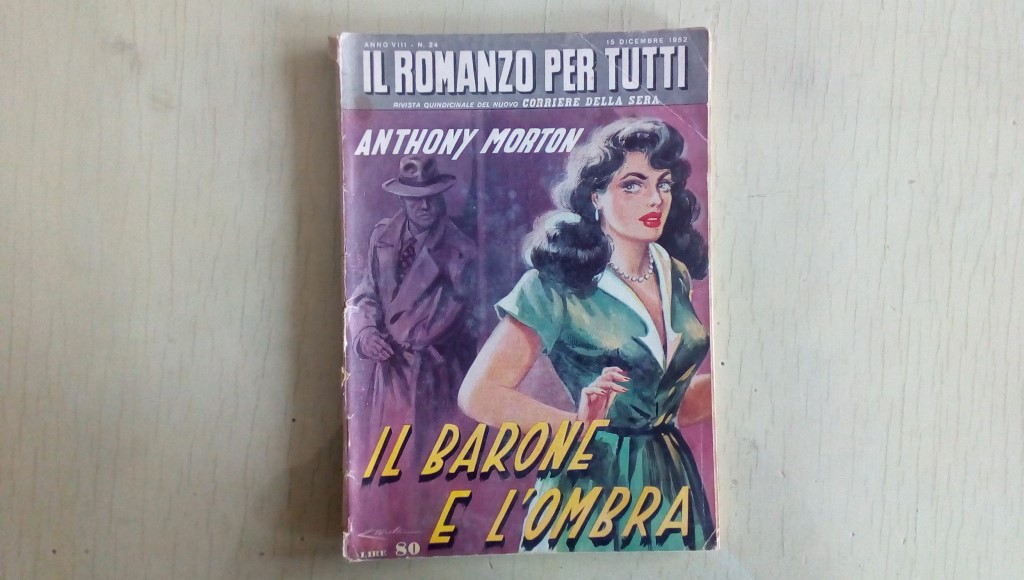 ANNO VIII - N. 24
15 DICEMBRE 1952
IL ROMANZO PER TUTTI
RIVISTA QUINDICINALE DEL NUOVO CORRIERE DELLA SERA
ANTHONY MORTON
IL BARONE
E L'OMBRA
LIRE 80